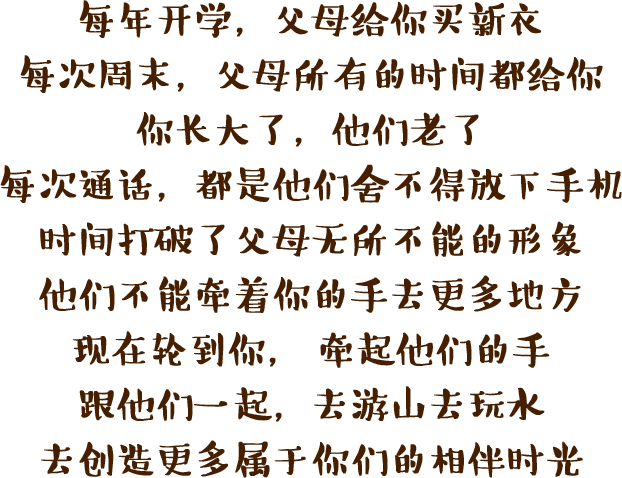 每年开学，父母给你买新衣
每次周末，父母所有的时间都给你
你长大了，他们老了
每次通话，都是他们舍不得放下手机
时间打破了父母无所不能的形象
他们不能牵着你的手去更多地方
现在轮到你， 牵起他们的手
跟他们一起，去游山去玩水
去创造更多属于你们的相伴时光